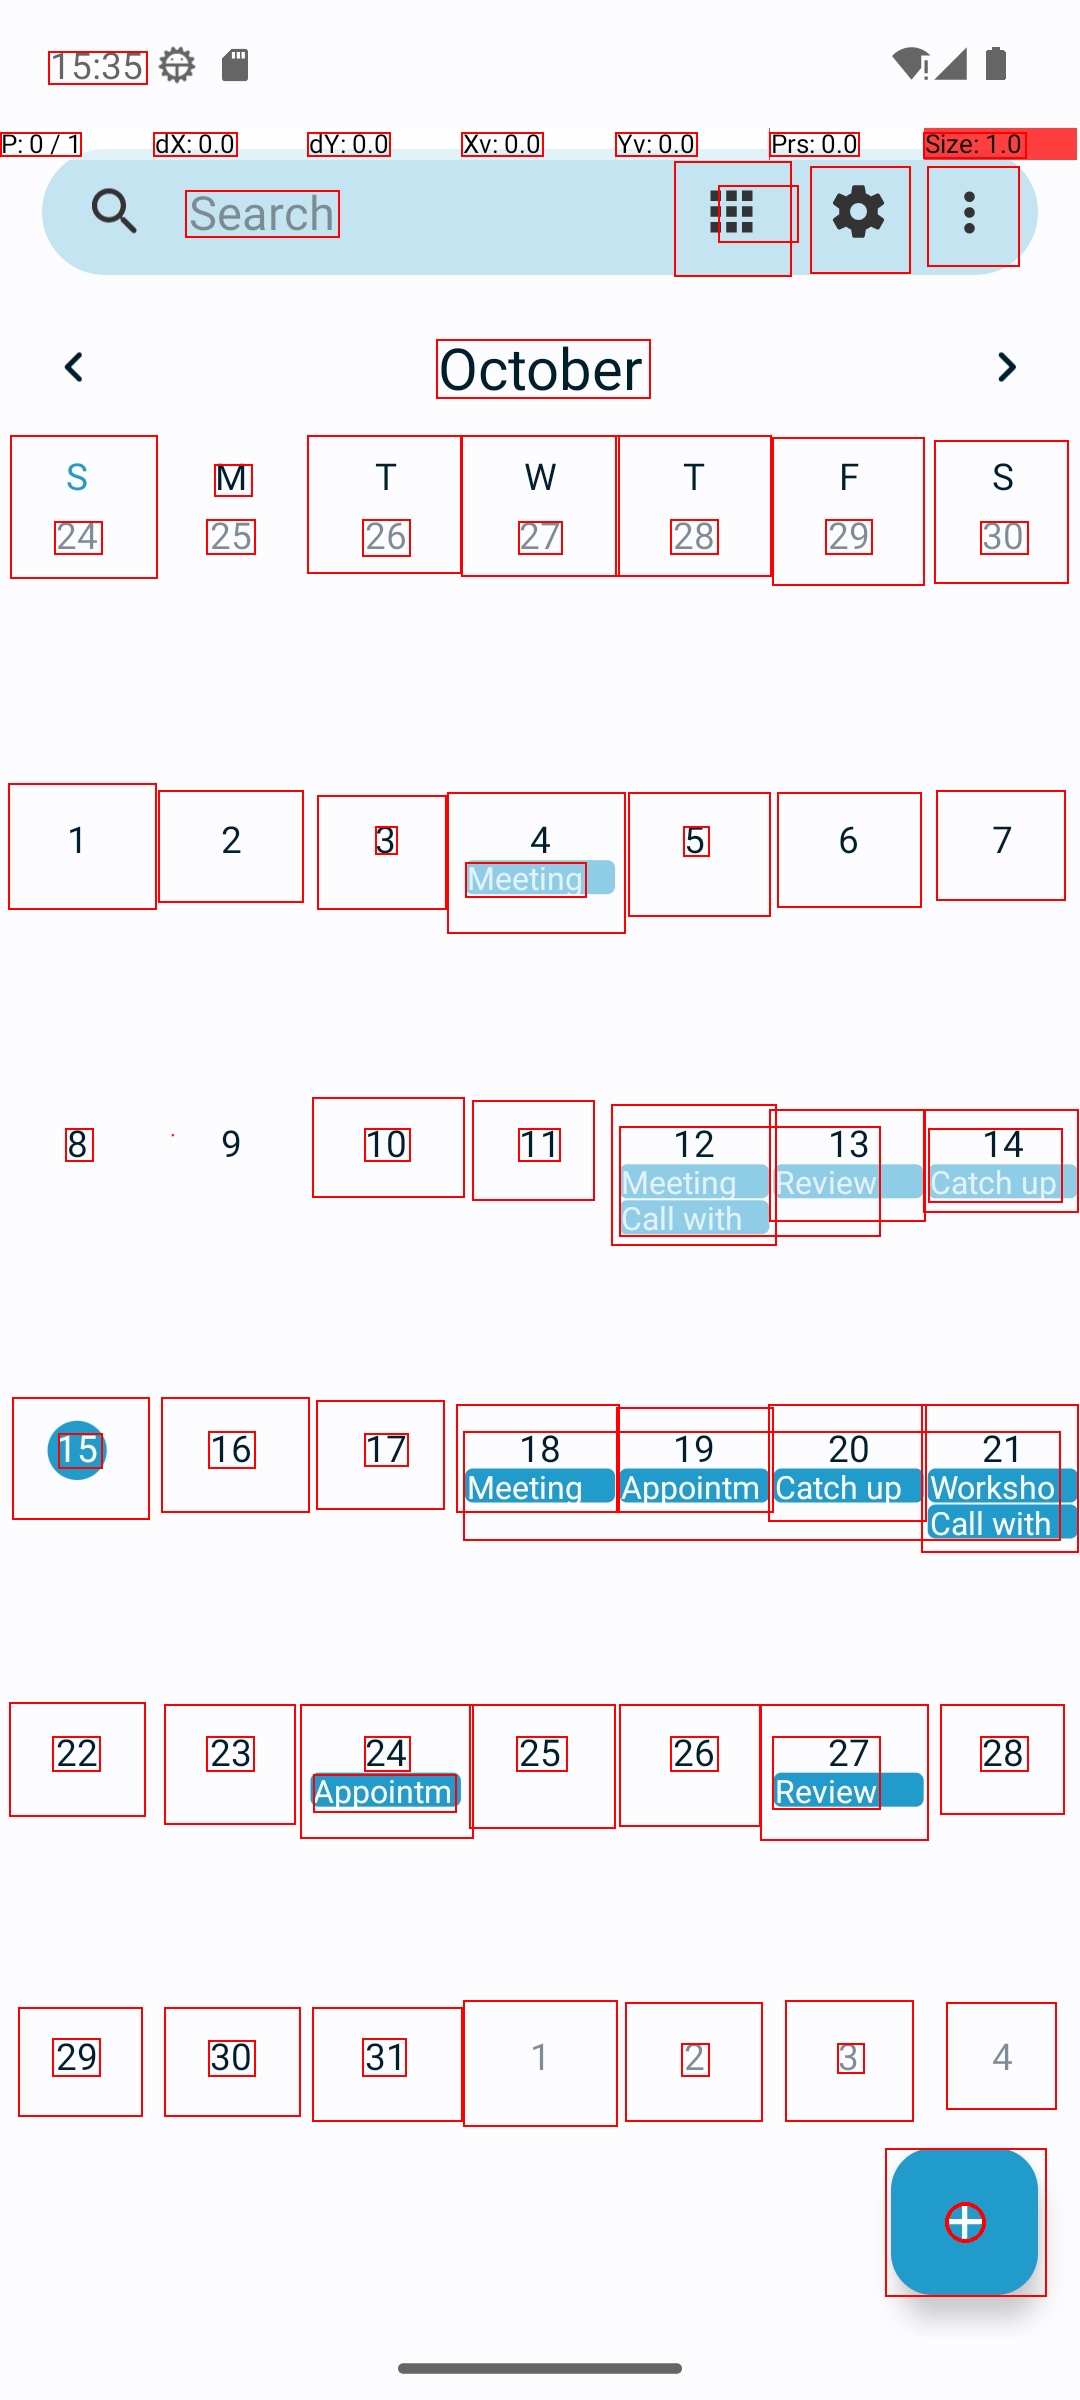 15:35
P: 0 / 1 dX: 0.0 dY: 0.0 Xv: 0.0 Yv: 0.0 Prs: 0.0 Size: 1.0
Search
October
S M T W T F S
24 25 26 27 28 29 30
1 2 3 4 5 6 7
Meeting
8 9 10 11 12 13 14
Meeting Review Catch up
Call with
15 16 17 18 19 20 21
Meeting Appointm Catch up Worksho
Call with
22 23 24 25 26 27 28
Appointm Review
29 30 31 1 2 3 4